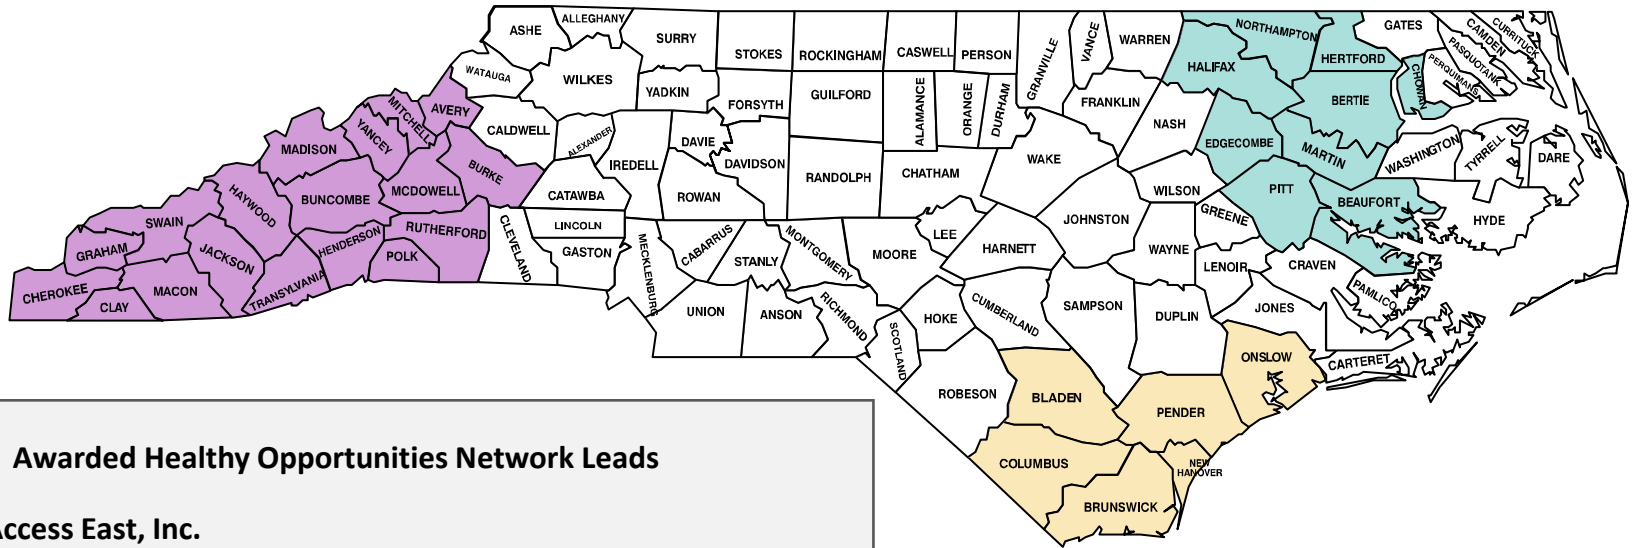 ASHE
ALLEGHANY
SURRY
STOKES
ROCKINGHAM
CASWELL
PERSON
GRANVILLE
VANCE
WARREN
NORTHAMPTON
GATES
CAMDEN
CURRITUCK
PASQUOTANK
PERQUIMANS
CHOWAN
HERTFORD
HALIFAX
BERTIE
WATAUGA
WILKES
YADKIN
FORSYTH
GUILFORD
ALAMANCE
ORANGE
DURHAM
FRANKLIN
NASH
EDGECOMBE
MARTIN
WASHINGTON
TYRRELL
DARE
AVERY
MITCHELL
YANCEY
MADISON
CALDWELL
ALEXANDER
IREDELL
DAVIE
DAVIDSON
RANDOLPH
CHATHAM
WAKE
WILSON
PITT
BEAUFORT
HYDE
BURKE
MCDOWELL
BUNCOMBE
HAYWOOD
SWAIN
GRAHAM
JACKSON
CHEROKEE
CLAY
MACON
TRANSYLVANIA
HENDERSON
POLK
RUTHERFORD
CLEVELAND
CATAWBA
LINCOLN
GASTON
ROWAN
MECKLENBURG
CABARRUS
STANLY
MONTGOMERY
MOORE
LEE
HARNETT
JOHNSTON
GREENE
WAYNE
LENOIR
CRAVEN
PAMLICO
JONES
UNION
ANSON
RICHMOND
SCOTLAND
HOKE
CUMBERLAND
SAMPSON
DUPLIN
ONSLOW
CARTERET
ROBESON
BLADEN
PENDER
COLUMBUS
NEW
HANOVER
BRUNSWICK
Awarded Healthy Opportunities Network Leads
Access East, Inc.